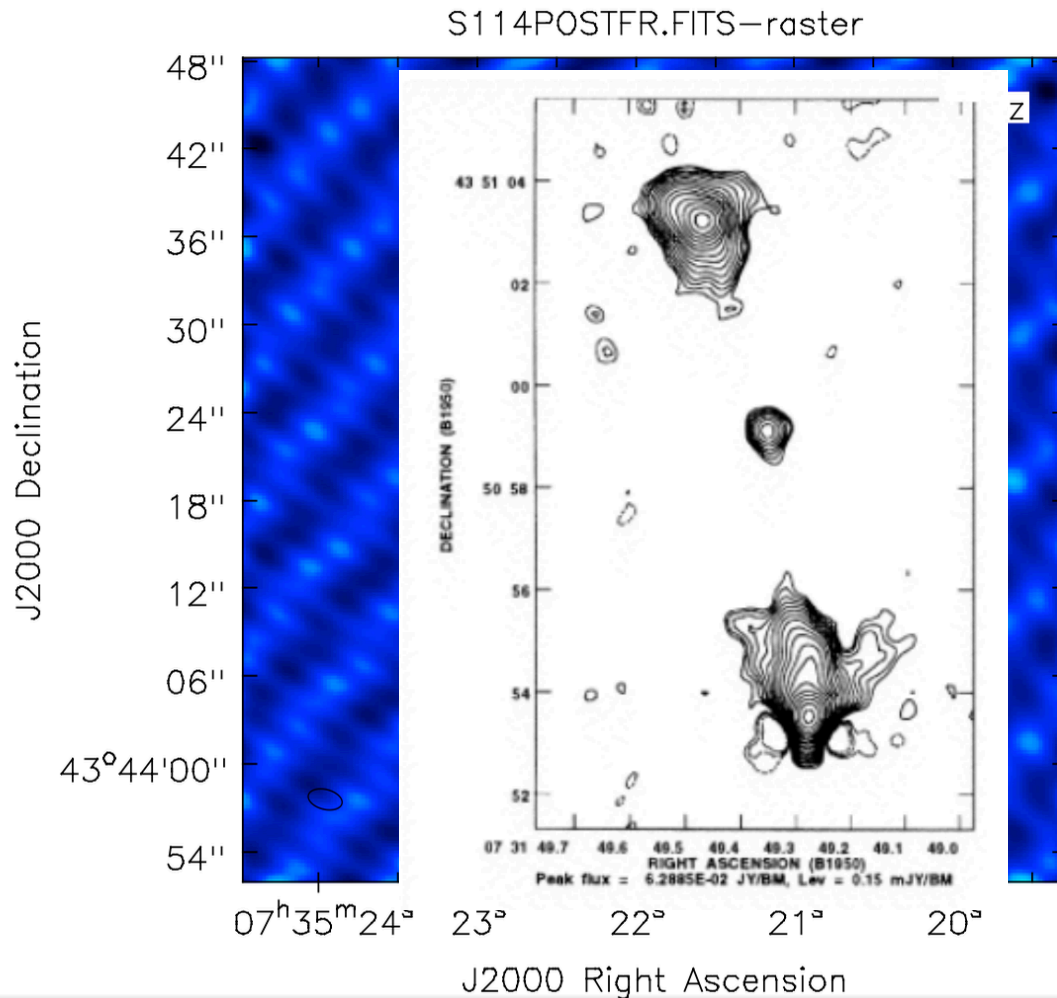 S114POSTFR.FITS-raster
48"
42"
36"
30"
24"
18"
12"
06"
43°44'00"
54"
J2000 Declination
z
43 51 04
02
00
50 58
56
54
52
DECLINATION (B1950)
07 31 49.7 49.6 49.5 49.4 49.3 49.2 49.1 49.0
RIGHT ASCENSION (B1950)
Peak flux = 6.2885E-02 JY/BM, Lev = 0.15 mJY/BM
07ʰ35ᵐ24ˢ 23ˢ 22ˢ 21ˢ 20ˢ
J2000 Right Ascension